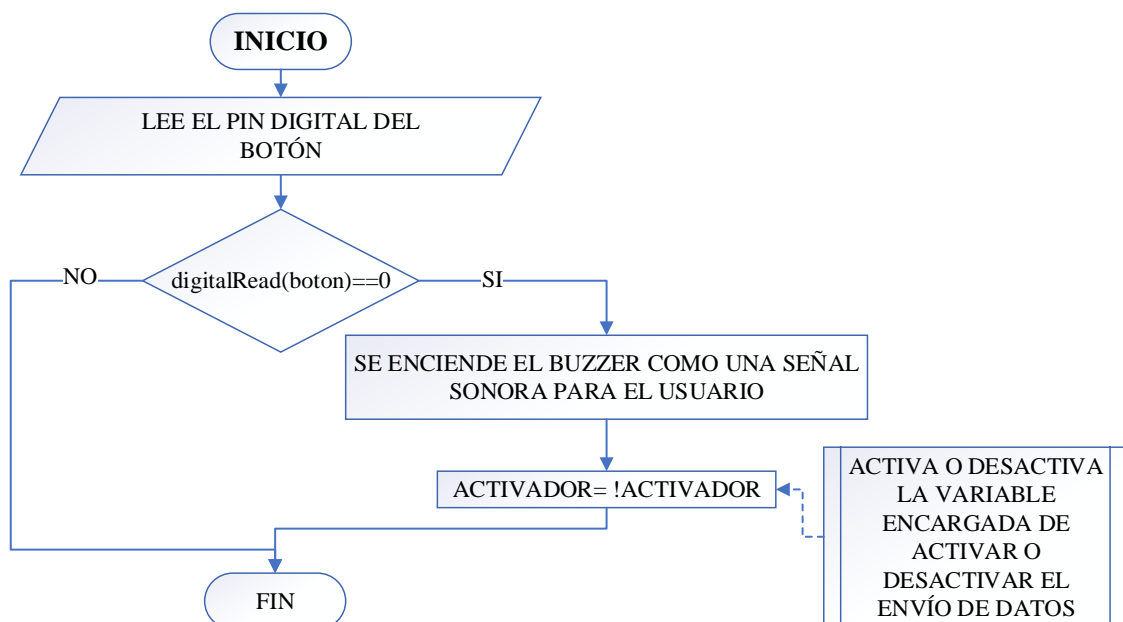 INICIO
LEE EL PIN DIGITAL DEL
BOTÓN
digitalRead(boton)==0
NO
SI
SE ENCIENDE EL BUZZER COMO UNA SEÑAL
SONORA PARA EL USUARIO
ACTIVADOR= !ACTIVADOR
ACTIVA O DESACTIVA
LA VARIABLE
ENCARGADA DE
ACTIVAR O
DESACTIVAR EL
ENVÍO DE DATOS
FIN